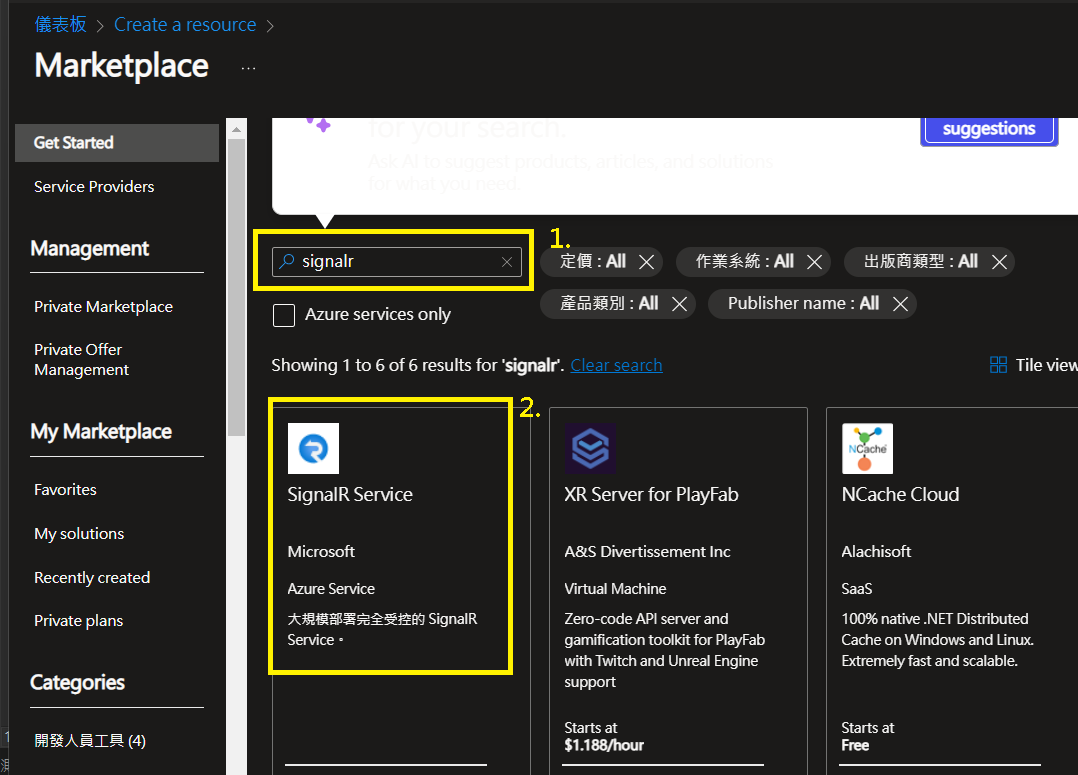 儀表板 > Create a resource >
Marketplace ...
Get Started
Service Providers
Management
Private Marketplace
Private Offer
Management
My Marketplace
Favorites
My solutions
Recently created
Private plans
Categories
開發人員工具 (4)
for your search.
Ask AI to suggest products, articles, and solutions
for what you need.
suggestions
signalr
1.
定價 : All
作業系統 : All
出版商類型 : All
產品類別 : All
Publisher name : All
Azure services only
Showing 1 to 6 of 6 results for 'signalr'. Clear search
Tile view
2.
SignalR Service
Microsoft
Azure Service
大規模部署完全受控的 SignalR
Service。
XR Server for PlayFab
A&S Divertissement Inc
Virtual Machine
Zero-code API server and
gamification toolkit for PlayFab
with Twitch and Unreal Engine
support
Starts at
$1.188/hour
NCache
NCache Cloud
Alachisoft
SaaS
100% native .NET Distributed
Cache on Windows and Linux.
Extremely fast and scalable.
Starts at
Free